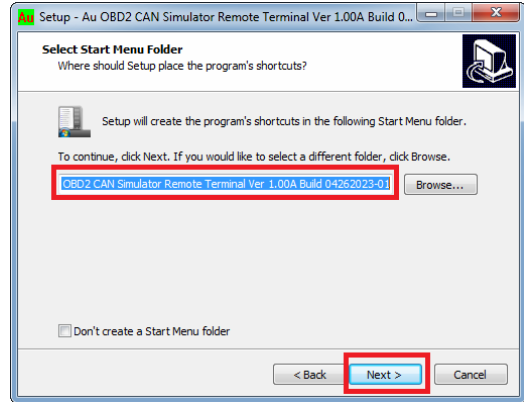 Au Setup - Au OBD2 CAN Simulator Remote Terminal Ver 1.00A Build 0...
Select Start Menu Folder
Where should Setup place the program's shortcuts?
Setup will create the program's shortcuts in the following Start Menu folder.
To continue, click Next. If you would like to select a different folder, click Browse.
OBD2 CAN Simulator Remote Terminal Ver 1.00A Build 04262023-01
Browse...
Don't create a Start Menu folder
< Back Next > Cancel